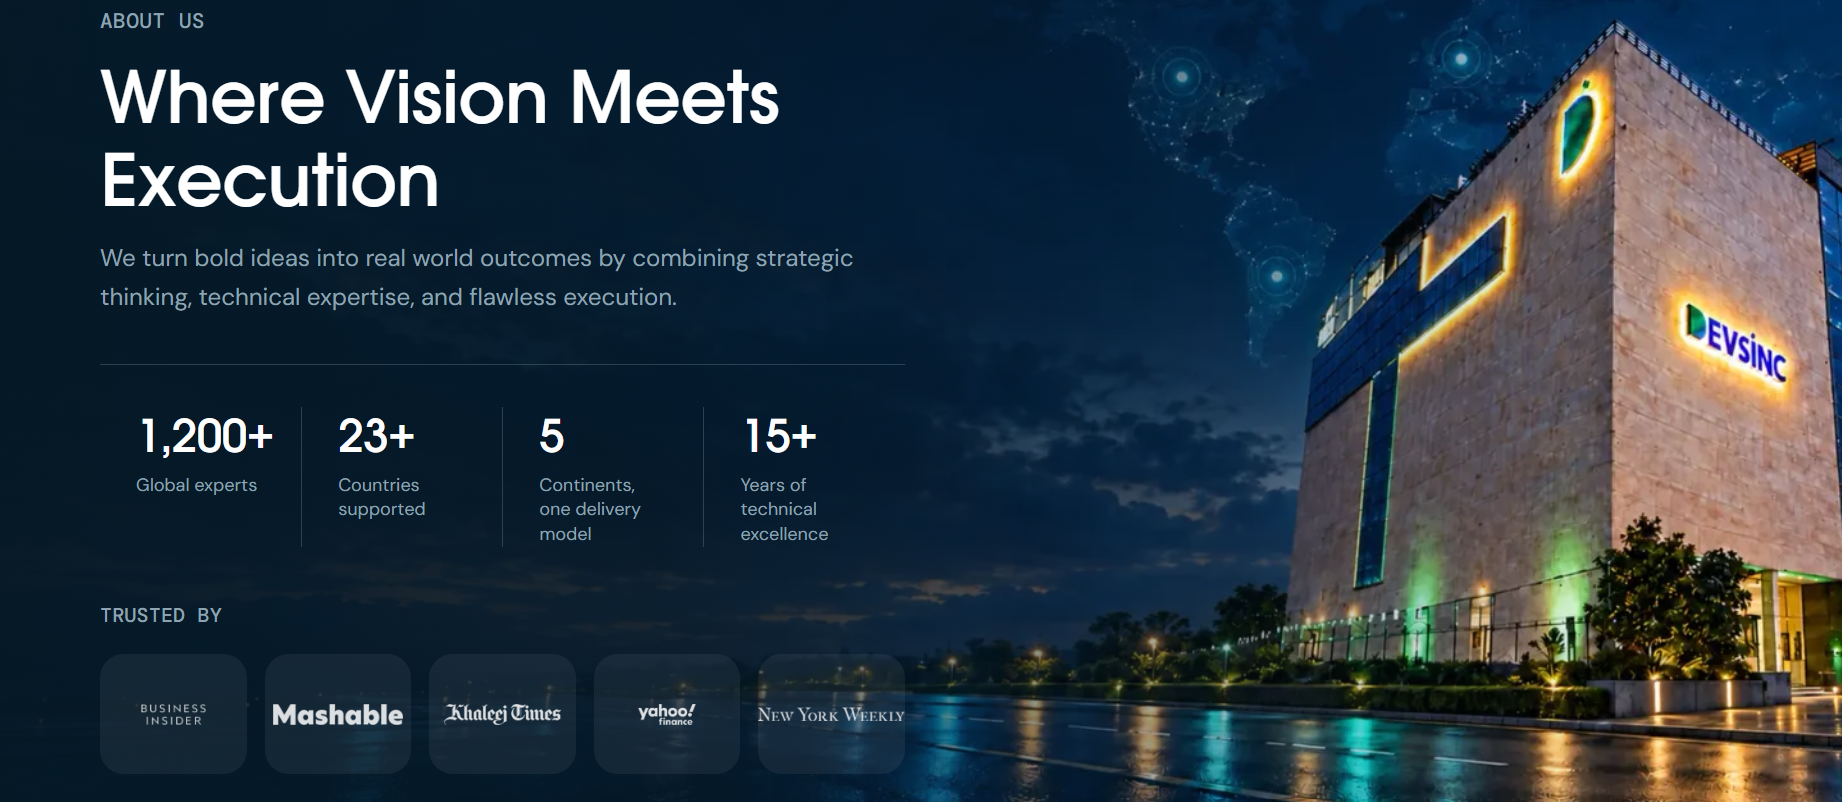 ABOUT US
Where Vision Meets
Execution
We turn bold ideas into real world outcomes by combining strategic
thinking, technical expertise, and flawless execution.
1,200+
Global experts
23+
Countries
supported
5
Continents,
one delivery
model
15+
Years of
technical
excellence
TRUSTED BY
BUSINESS
INSIDER
Mashable
Khaleej Times
yahoo!
finance
NEW YORK WEEKLY
DEVSINC